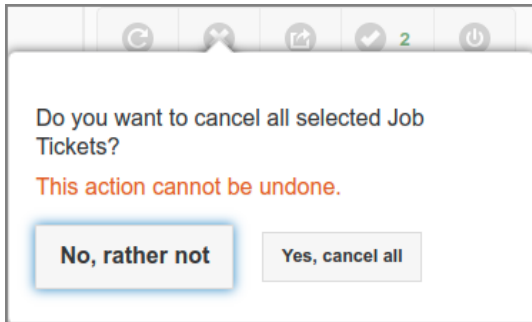 2
Do you want to cancel all selected Job
Tickets?
This action cannot be undone.
No, rather not
Yes, cancel all